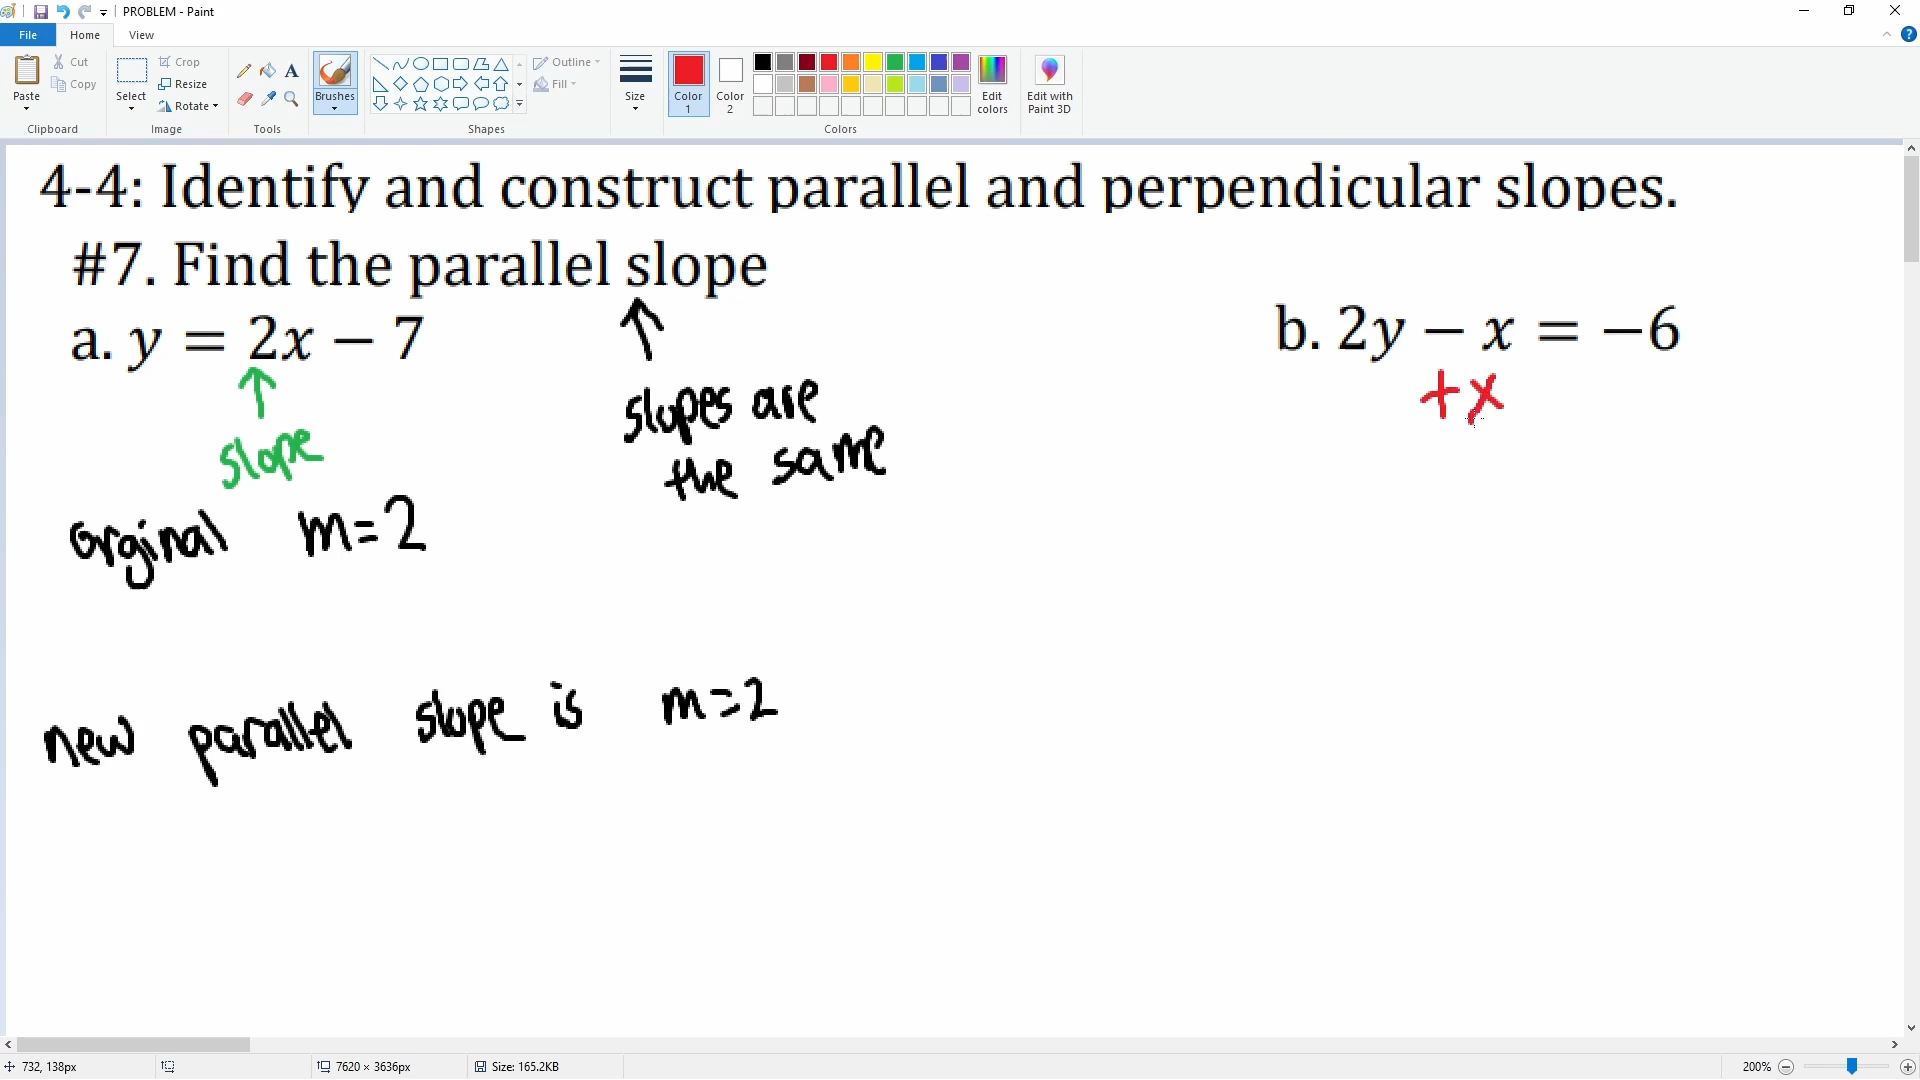 PROBLEM - Paint
File Home View
Paste
Cut
Copy
Clipboard
Select
Crop
Resize
Rotate
Image
Tools
Brushes
Shapes
Outline
Fill
Size
Color 1
Color 2
Colors
Edit colors
Edit with Paint 3D
4-4: Identify and construct parallel and perpendicular slopes.
#7. Find the parallel slope
a. y = 2x − 7
b. 2y − x = −6
+x
slope
slopes are
the same
orginal m=2
new parallel slope is m=2
732, 138px
7620 × 3636px
Size: 165.2KB
200%